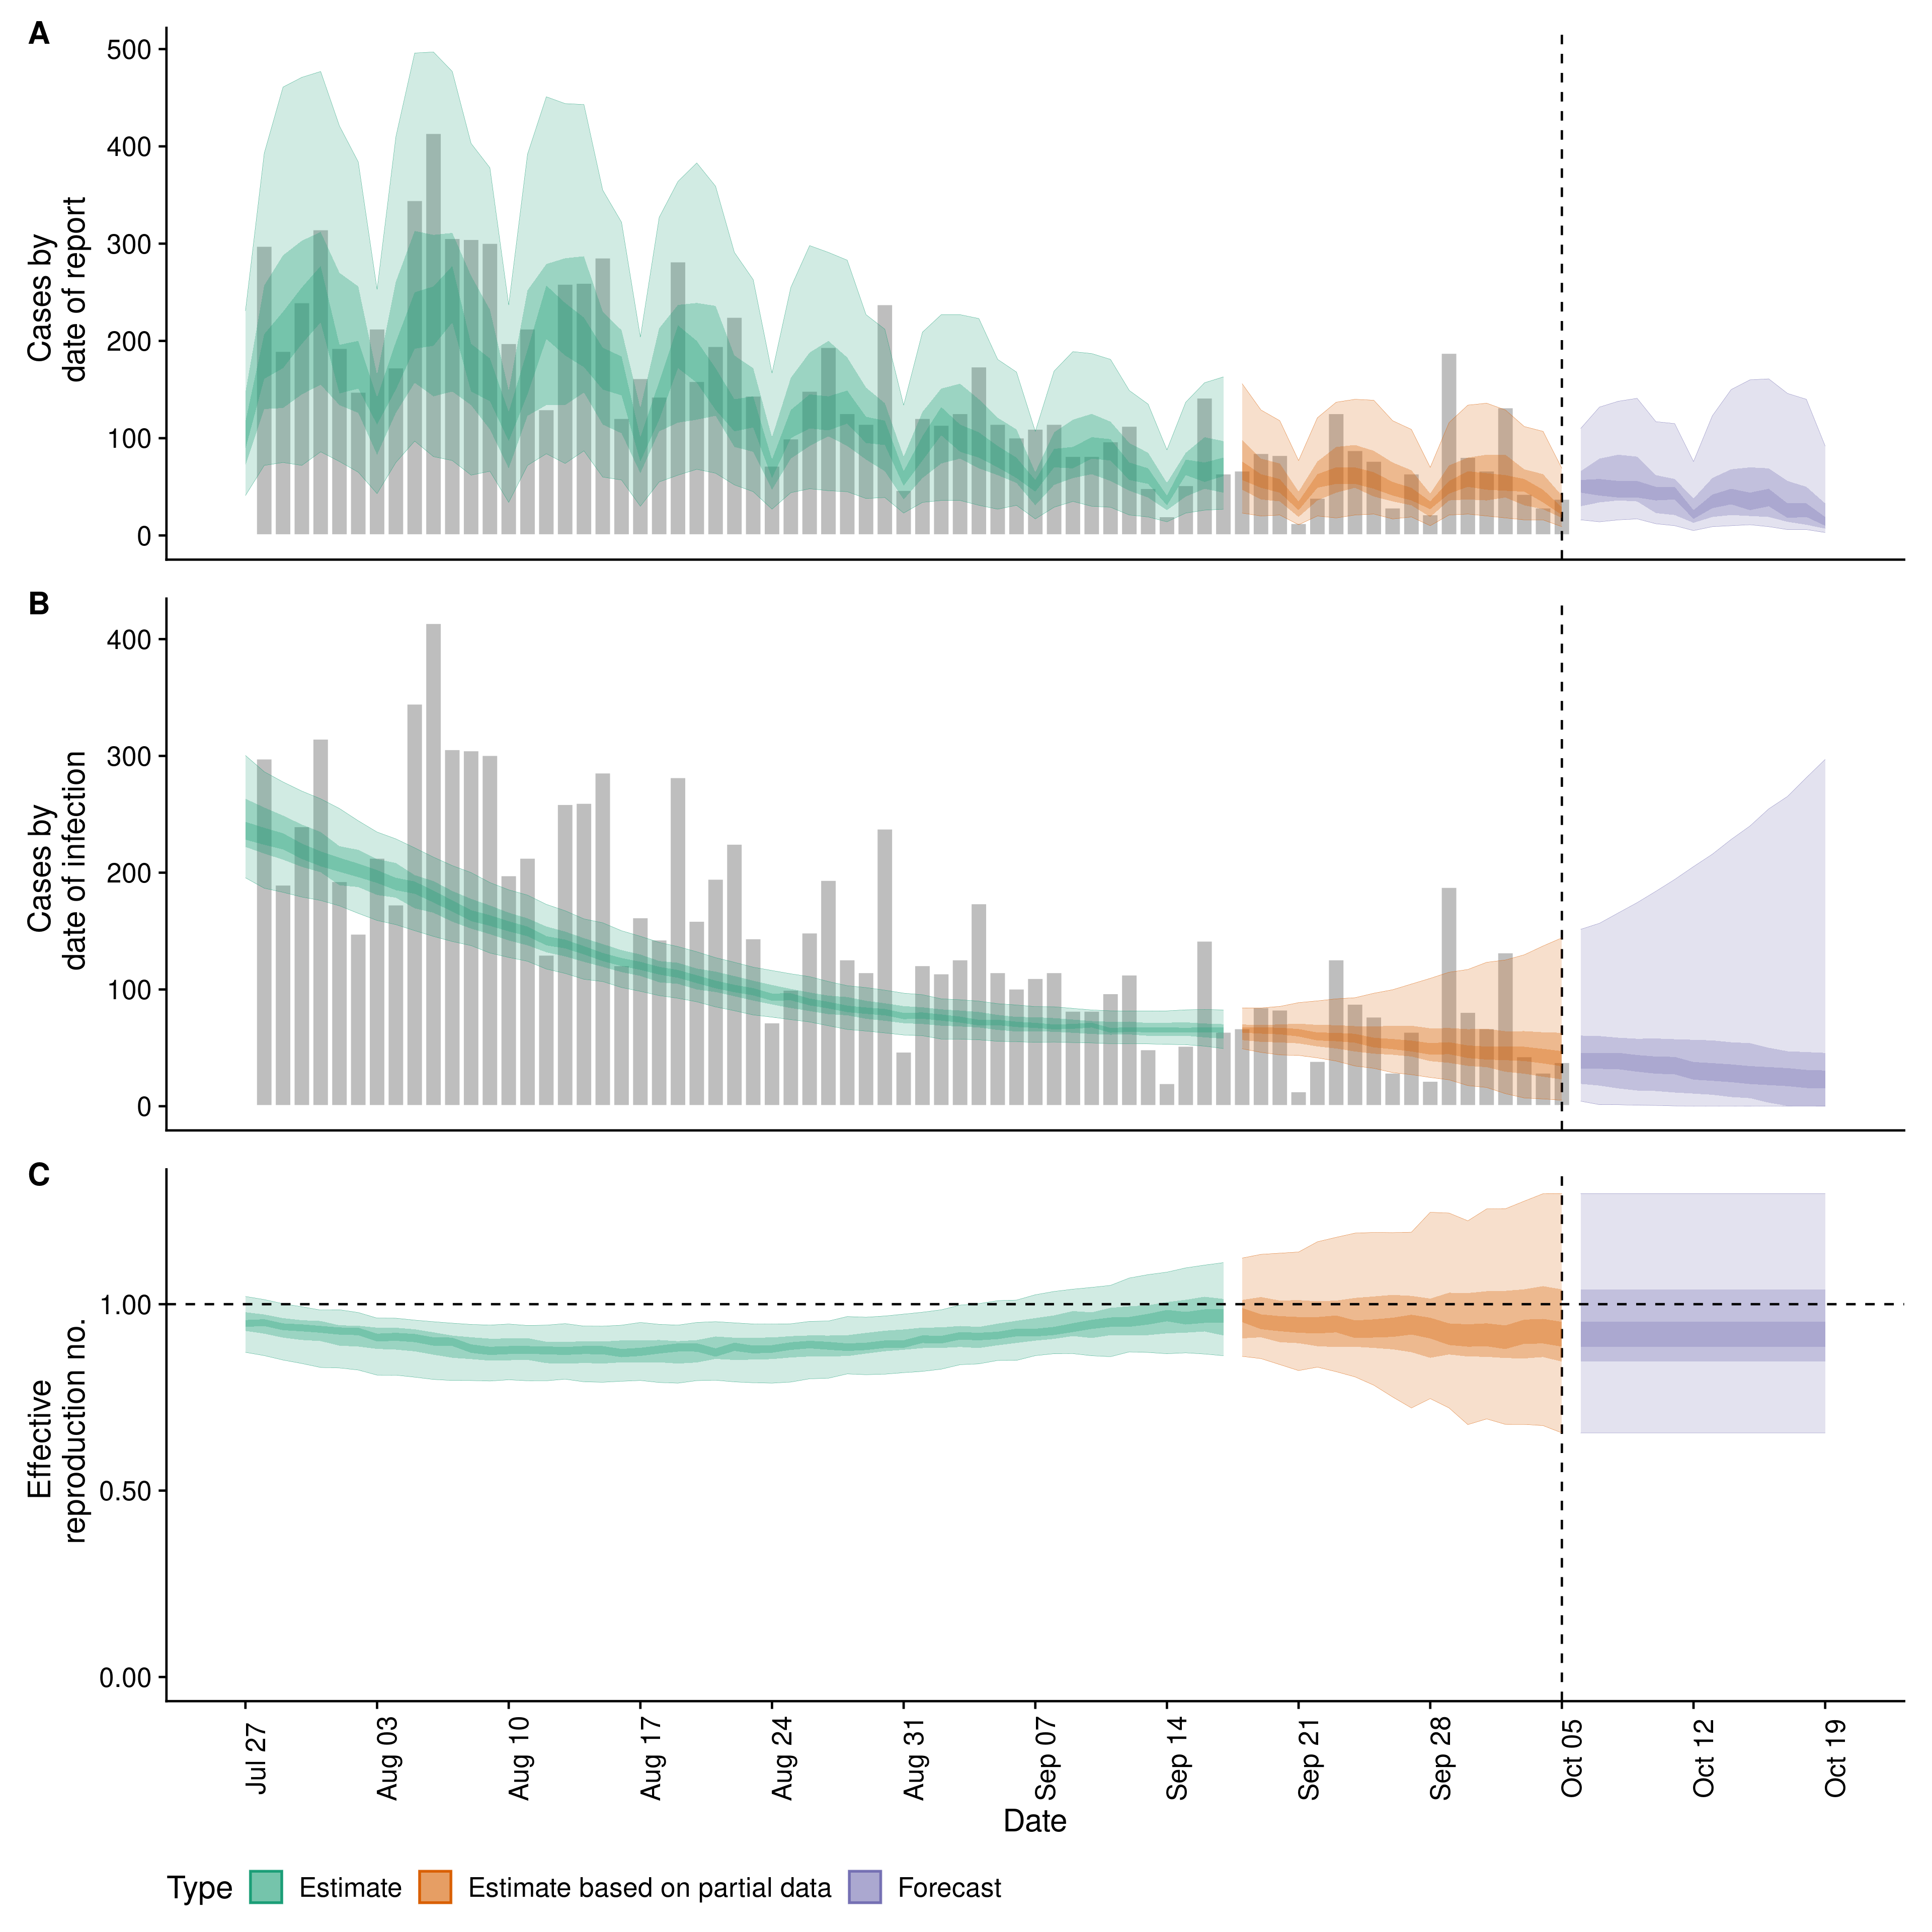 A
Cases by
date of report
500
400
300
200
100
0
B
Cases by
date of infection
400
300
200
100
0
C
Effective
reproduction no.
1.00
0.50
0.00
Jul 27
Aug 03
Aug 10
Aug 17
Aug 24
Aug 31
Sep 07
Sep 14
Sep 21
Sep 28
Oct 05
Oct 12
Oct 19
Date
Type Estimate Estimate based on partial data Forecast